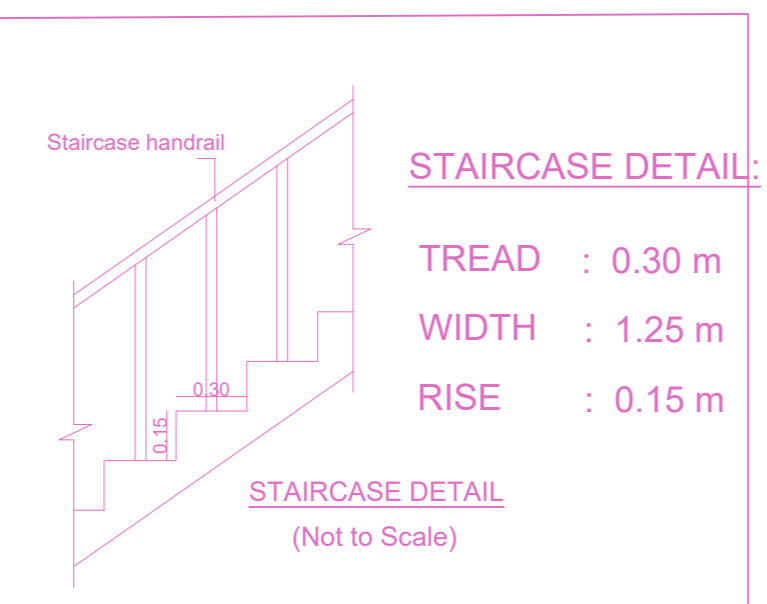 Staircase handrail
STAIRCASE DETAIL:
TREAD : 0.30 m
WIDTH : 1.25 m
RISE : 0.15 m
0.30
0.15
STAIRCASE DETAIL
(Not to Scale)